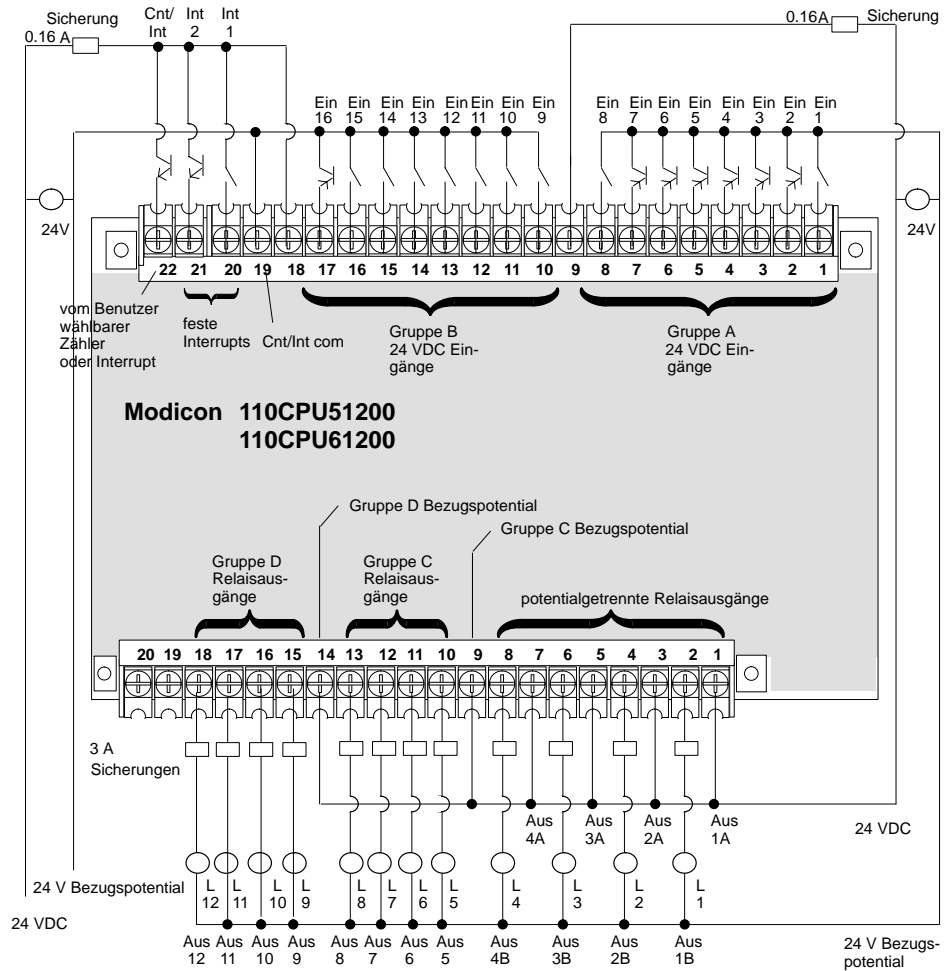 Sicherung
0.16 A
Cnt/ Int
Int 2
Int 1
0.16A
Sicherung
Ein 16
Ein 15
Ein 14
Ein 13
Ein 12
Ein 11
Ein 10
Ein 9
Ein 8
Ein 7
Ein 6
Ein 5
Ein 4
Ein 3
Ein 2
Ein 1
24V
24V
22 21 20 19 18 17 16 15 14 13 12 11 10 9 8 7 6 5 4 3 2 1
vom Benutzer
wählbarer
Zähler
oder Interrupt
feste
Interrupts
Cnt/Int com
Gruppe B
24 VDC Ein-
gänge
Gruppe A
24 VDC Ein-
gänge
Modicon 110CPU51200
110CPU61200
Gruppe D Bezugspotential
Gruppe C Bezugspotential
Gruppe D
Relaisaus-
gänge
Gruppe C
Relaisaus-
gänge
potentialgetrennte Relaisausgänge
20 19 18 17 16 15 14 13 12 11 10 9 8 7 6 5 4 3 2 1
3 A
Sicherungen
Aus 4A
Aus 3A
Aus 2A
Aus 1A
24 VDC
24 V Bezugspotential
L 12
L 11
L 10
L 9
L 8
L 7
L 6
L 5
L 4
L 3
L 2
L 1
24 VDC
Aus 12
Aus 11
Aus 10
Aus 9
Aus 8
Aus 7
Aus 6
Aus 5
Aus 4B
Aus 3B
Aus 2B
Aus 1B
24 V Bezugs-
potential